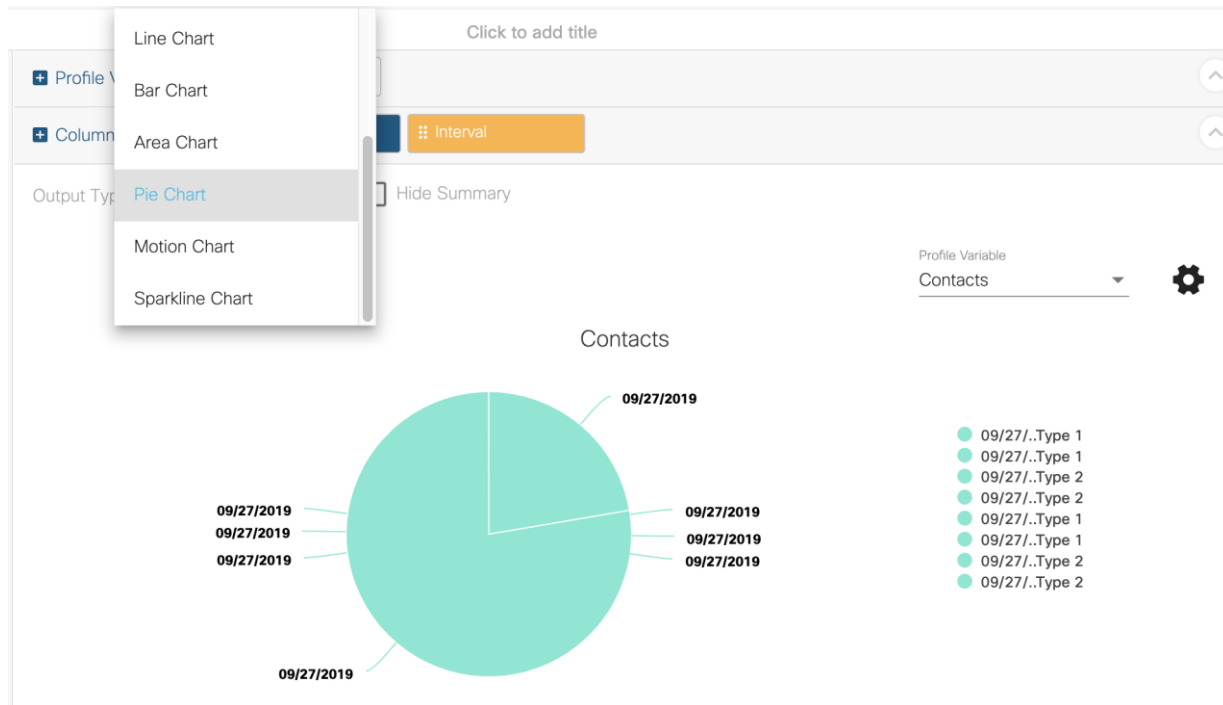 Click to add title
Line Chart
Bar Chart
Area Chart
Pie Chart
Motion Chart
Sparkline Chart
Profile
Column
Interval
Output
Hide Summary
Profile Variable
Contacts
Contacts
09/27/2019
09/27/2019
09/27/2019
09/27/2019
09/27/2019
09/27/2019
09/27/2019
09/27/2019
09/27/..Type 1
09/27/..Type 1
09/27/..Type 2
09/27/..Type 2
09/27/..Type 1
09/27/..Type 1
09/27/..Type 2
09/27/..Type 2